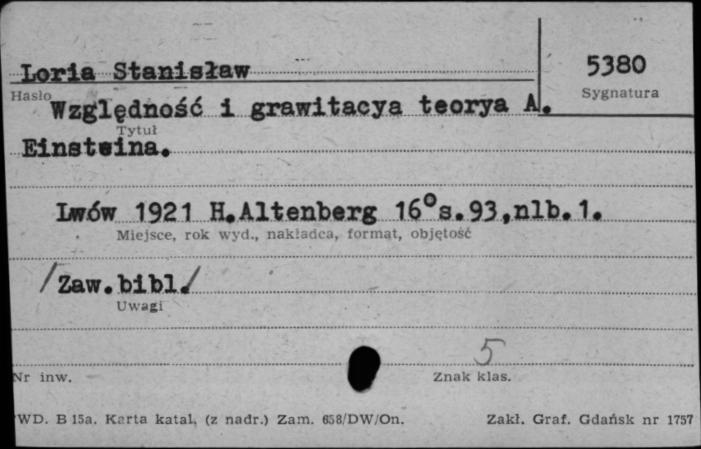 Loria Stanisław
5380
Hasło
Sygnatura
Względność i grawitacya teorya A.
Tytuł
Einsteina.
Lwów 1921 H.Altenberg 16°s.93,nlb.1.
Miejsce, rok wyd., nakładca, format, objętość
/Zaw.bibl./
Uwagi
5
Nr inw.
Znak klas.
WD. B 15a. Karta katal. (z nadr.) Zam. 658/DW/On.
Zakł. Graf. Gdańsk nr 1757